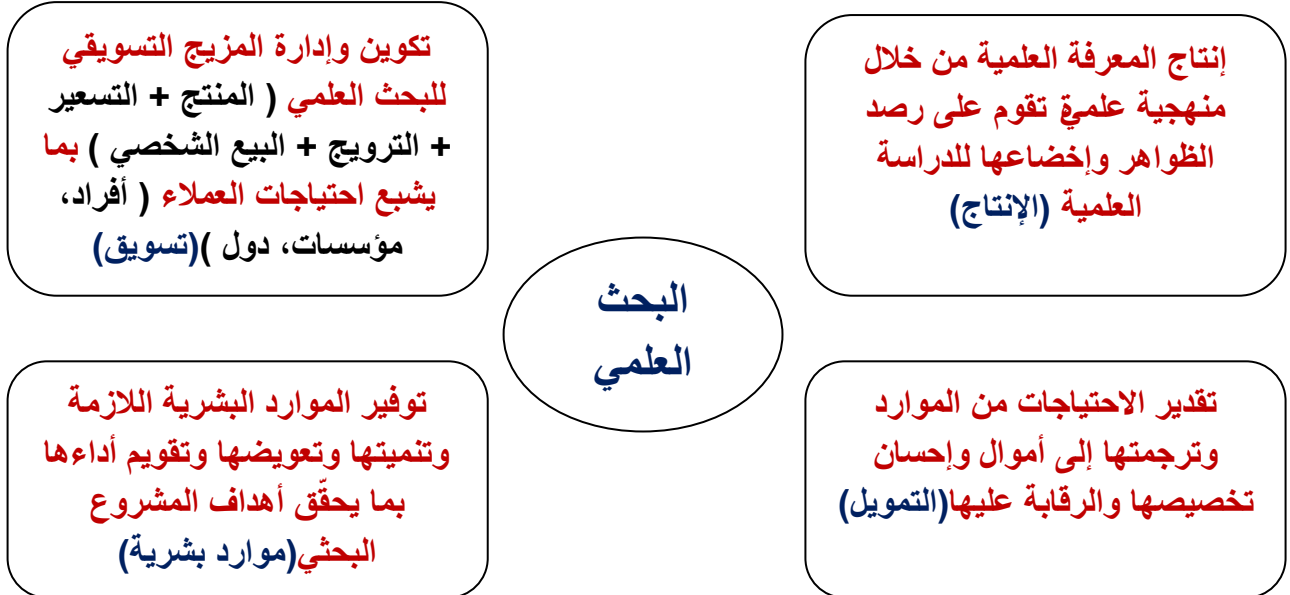 إنتاج المعرفة العلمية من خلال
منهجية علمية تقوم على رصد
الظواهر وإخضاعها للدراسة
العلمية (الإنتاج)
تكوين وإدارة المزيج التسويقي
للبحث العلمي ( المنتج + التسعير
+ الترويج + البيع الشخصي ) بما
يشبع احتياجات العملاء ( أفراد،
مؤسسات، دول )(تسويق)
البحث
العلمي
تقدير الاحتياجات من الموارد
وترجمتها إلى أموال وإحسان
تخصيصها والرقابة عليها(التمويل)
توفير الموارد البشرية اللازمة
وتنميتها وتعويضها وتقويم أداءها
بما يحقّق أهداف المشروع
البحثي(موارد بشرية)